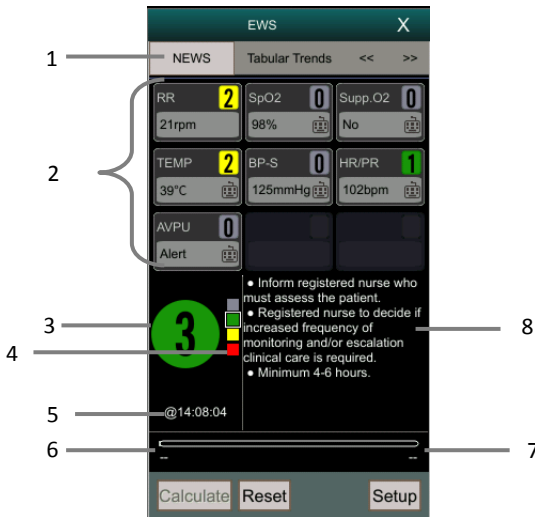 EWS X
1 NEWS Tabular Trends << >>
2
RR 2 SpO2 0 Supp.O2 0
21rpm 98% No
TEMP 2 BP-S 0 HR/PR 1
39°C 125mmHg 102bpm
AVPU 0
Alert
3 3
4
• Inform registered nurse who
must assess the patient.
• Registered nurse to decide if
increased frequency of
monitoring and/or escalation
clinical care is required.
• Minimum 4-6 hours.
8
5 @14:08:04
6 -- -- 7
Calculate Reset Setup